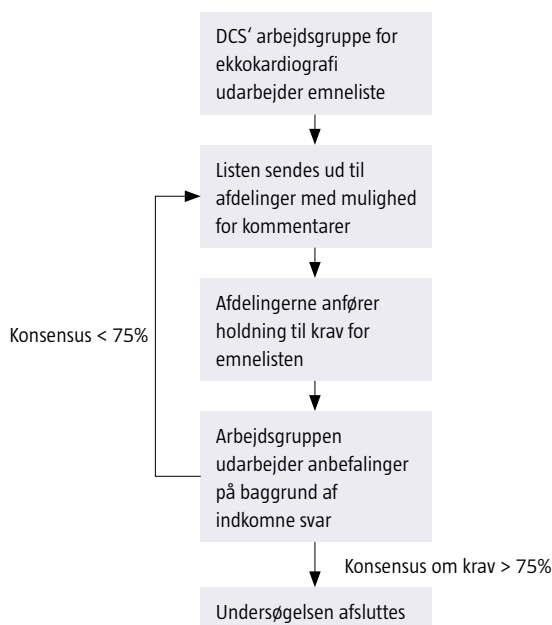 DCS’ arbejdsgruppe for
ekkokardiografi
udarbejder emneliste
Listen sendes ud til
afdelinger med mulighed
for kommentarer
Afdelingerne anfører
holdning til krav for
emnelisten
Konsensus < 75%
Arbejdsgruppen
udarbejder anbefalinger
på baggrund af
indkomne svar
Konsensus om krav > 75%
Undersøgelsen afsluttes